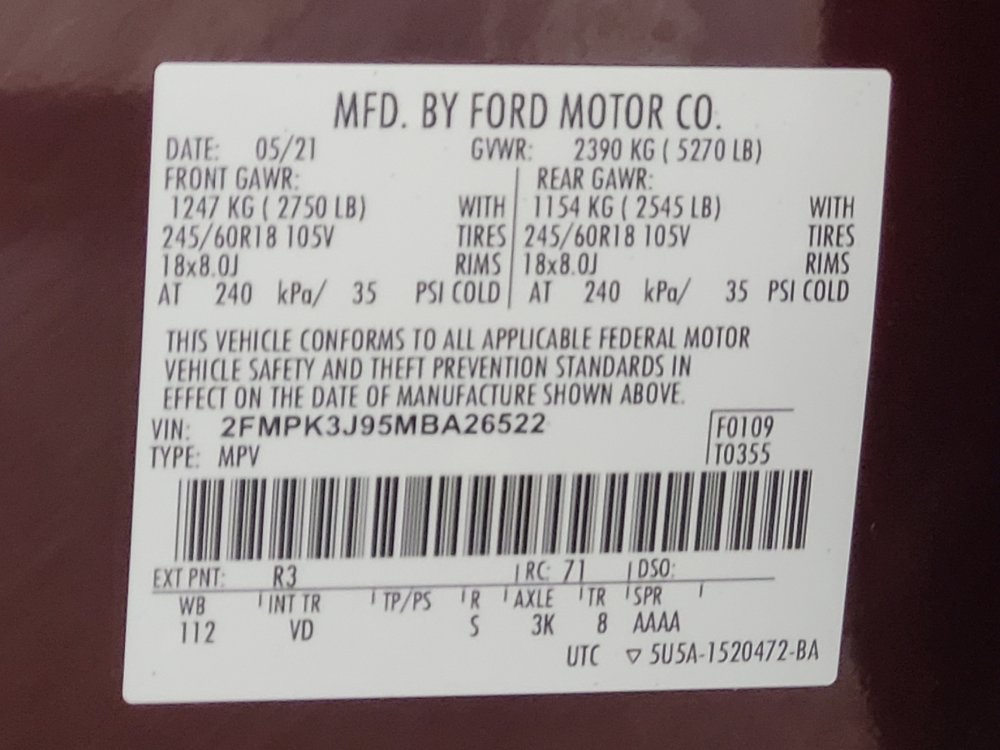 MFD. BY FORD MOTOR CO.
DATE: 05/21 GVWR: 2390 KG ( 5270 LB)
FRONT GAWR: REAR GAWR:
1247 KG ( 2750 LB) WITH 1154 KG ( 2545 LB) WITH
245/60R18 105V TIRES 245/60R18 105V TIRES
18x8.0J RIMS 18x8.0J RIMS
AT 240 kPa/ 35 PSI COLD AT 240 kPa/ 35 PSI COLD
THIS VEHICLE CONFORMS TO ALL APPLICABLE FEDERAL MOTOR
VEHICLE SAFETY AND THEFT PREVENTION STANDARDS IN
EFFECT ON THE DATE OF MANUFACTURE SHOWN ABOVE.
VIN: 2FMPK3J95MBA26522 F0109
TYPE: MPV T0355
EXT PNT: R3 RC: 71 DSO:
WB INT TR TP/PS R AXLE TR SPR
112 VD S 3K 8 AAAA
UTC ▽ 5U5A-1520472-BA